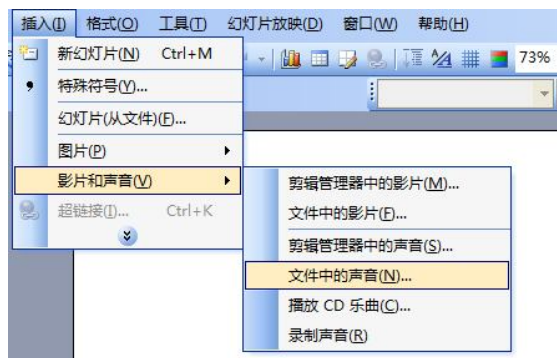 插入(I) 格式(O) 工具(T) 幻灯片放映(D) 窗口(W) 帮助(H)
新幻灯片(N) Ctrl+M
73%
特殊符号(Y)...
幻灯片(从文件)(F)...
图片(P)
影片和声音(V)
超链接(I)... Ctrl+K
剪辑管理器中的影片(M)...
文件中的影片(F)...
剪辑管理器中的声音(S)...
文件中的声音(N)...
播放 CD 乐曲(C)...
录制声音(R)